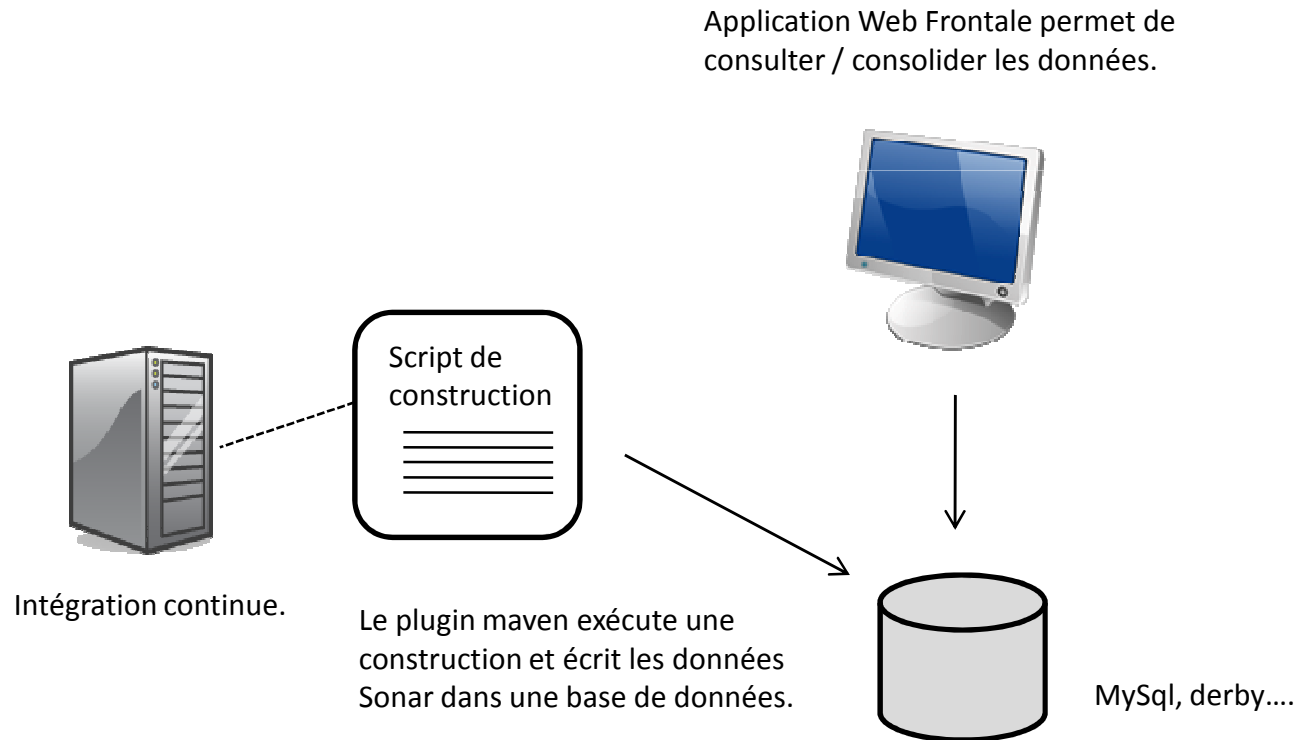 Application Web Frontale permet de
consulter / consolider les données.
Script de
construction
Intégration continue.
Le plugin maven exécute une
construction et écrit les données
Sonar dans une base de données.
MySql, derby….